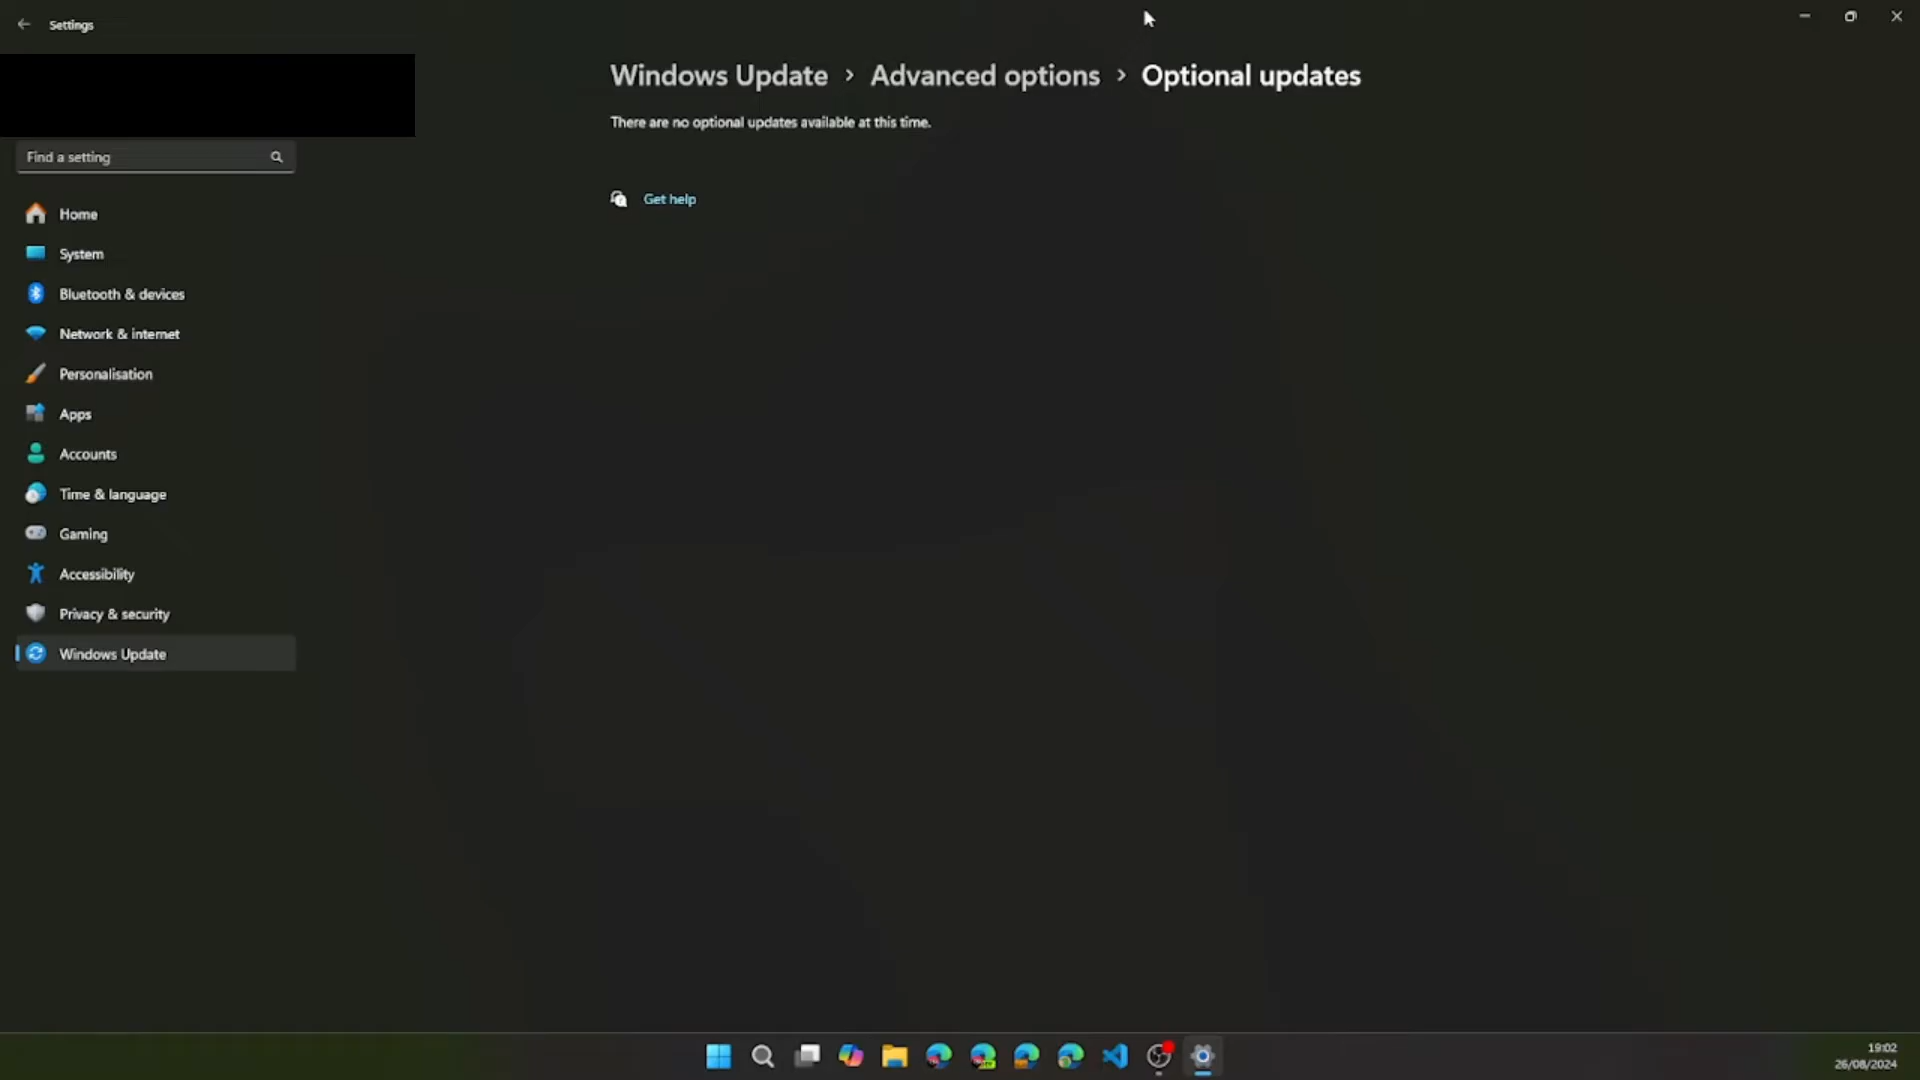 Settings
Windows Update > Advanced options > Optional updates
There are no optional updates available at this time.
Find a setting
Get help
Home
System
Bluetooth & devices
Network & internet
Personalisation
Apps
Accounts
Time & language
Gaming
Accessibility
Privacy & security
Windows Update
19:02
26/08/2024